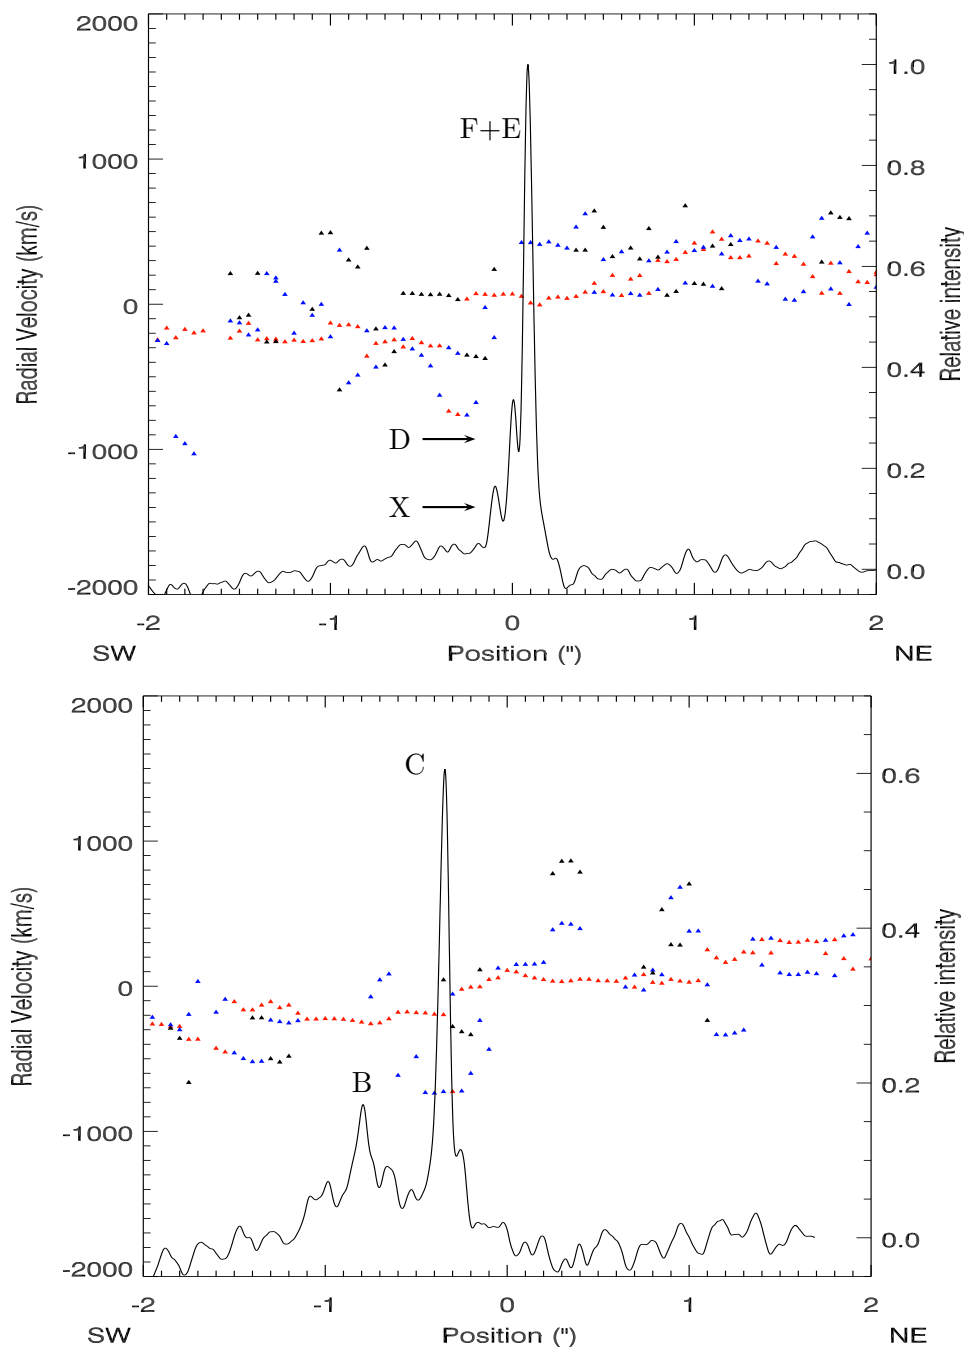 2000
1000
0
-1000
-2000
Radial Velocity (km/s)
F+E
D
X
1.0
0.8
0.6
0.4
0.2
0.0
Relative intensity
-2 -1 0 1 2
SW Position (") NE
2000
1000
0
-1000
-2000
Radial Velocity (km/s)
C
B
0.6
0.4
0.2
0.0
Relative intensity
-2 -1 0 1 2
SW Position (") NE